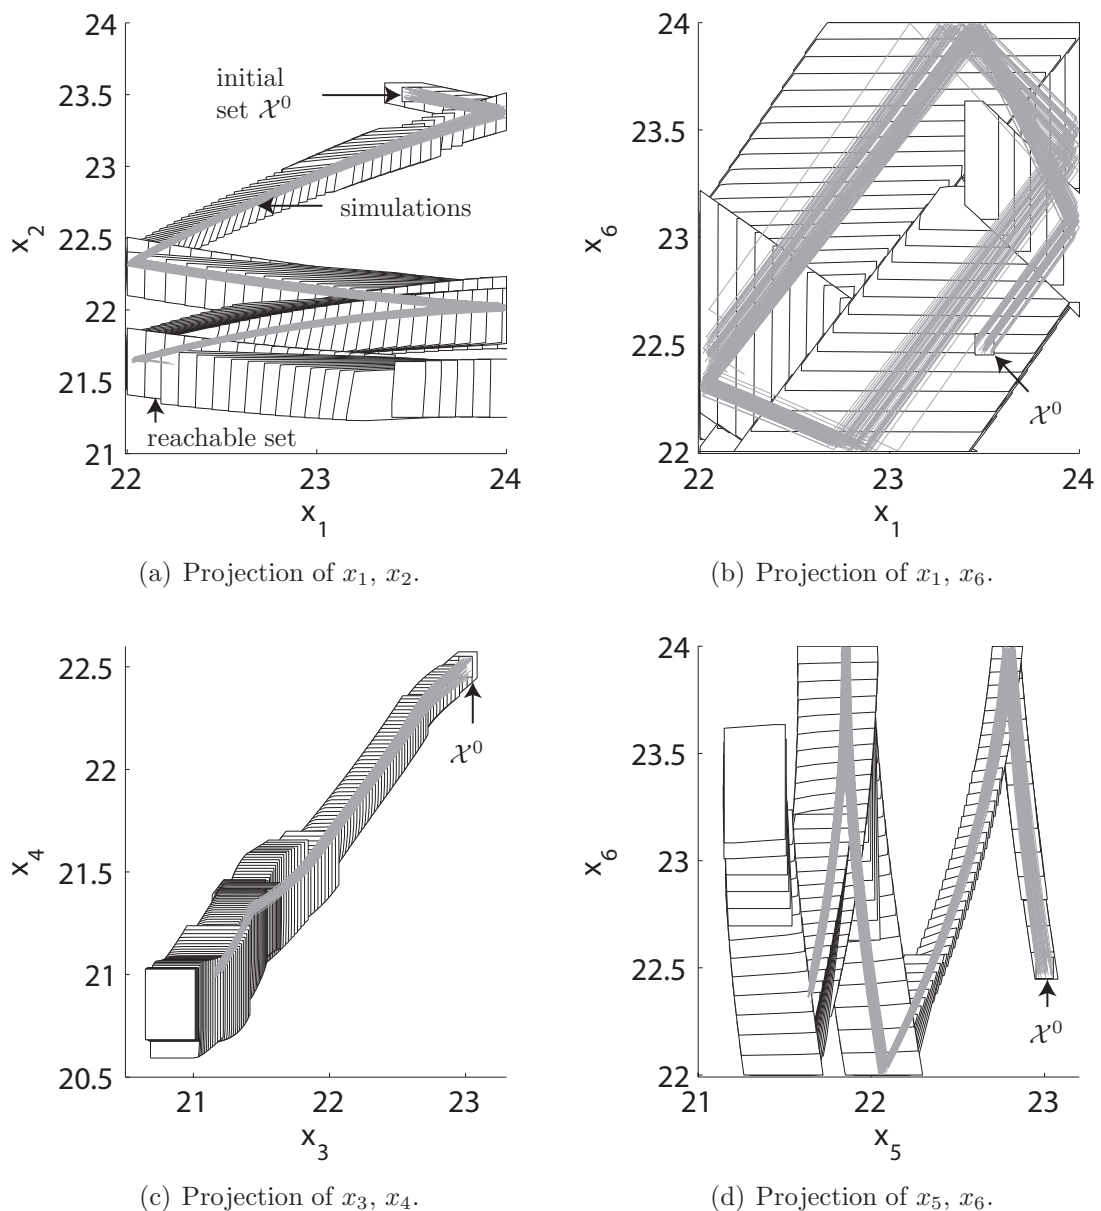 24
23.5
23
22.5
22
21.5
21
x2
initial
set 𝒳⁰
simulations
reachable set
22
23
24
x1
(a) Projection of x1, x2.
24
23.5
23
22.5
22
x6
𝒳⁰
22
23
24
x1
(b) Projection of x1, x6.
22.5
22
21.5
21
20.5
x4
𝒳⁰
21
22
23
x3
(c) Projection of x3, x4.
24
23.5
23
22.5
22
x6
𝒳⁰
21
22
23
x5
(d) Projection of x5, x6.